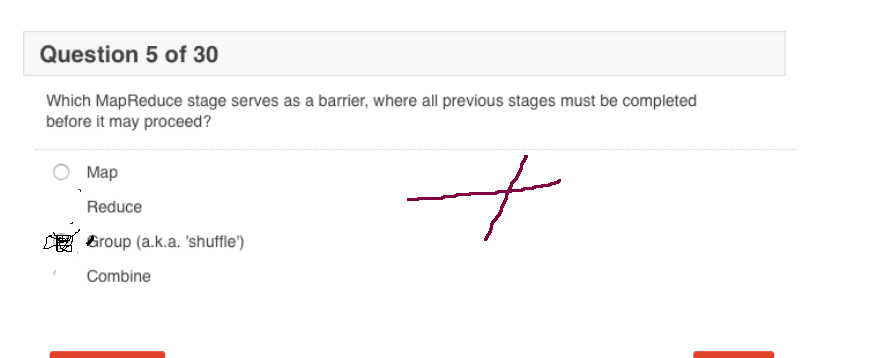 Question 5 of 30
Which MapReduce stage serves as a barrier, where all previous stages must be completed
before it may proceed?
Map
Reduce
Group (a.k.a. 'shuffle')
Combine